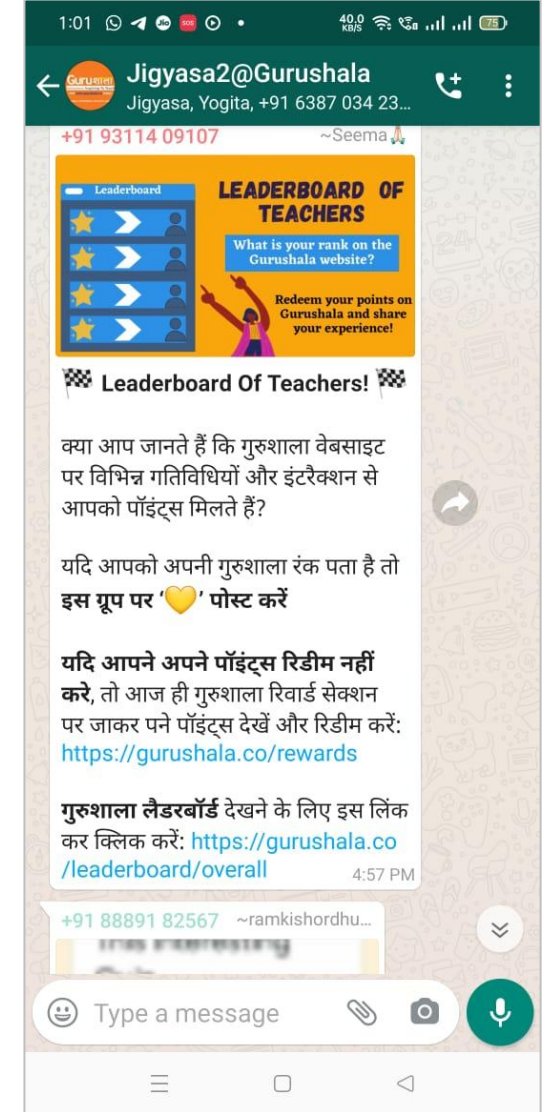 1:01 SOS 40.0 KB/S 75
Guruशाला
Jigyasa2@Gurushala
Jigyasa, Yogita, +91 6387 034 23...
+91 93114 09107 ~Seema🙏
Leaderboard
LEADERBOARD OF
TEACHERS
What is your rank on the
Gurushala website?
Redeem your points on
Gurushala and share
your experience!
🏁 Leaderboard Of Teachers! 🏁
क्या आप जानते हैं कि गुरुशाला वेबसाइट
पर विभिन्न गतिविधियों और इंटरैक्शन से
आपको पॉइंट्स मिलते हैं?
यदि आपको अपनी गुरुशाला रंक पता है तो
इस ग्रूप पर ‘💛’ पोस्ट करें
यदि आपने अपने पॉइंट्स रिडीम नहीं
करे, तो आज ही गुरुशाला रिवार्ड सेक्शन
पर जाकर पने पॉइंट्स देखें और रिडीम करें:
https://gurushala.co/rewards
गुरुशाला लैडरबॉर्ड देखने के लिए इस लिंक
कर क्लिक करें: https://gurushala.co
/leaderboard/overall 4:57 PM
+91 88891 82567 ~ramkishordhu...
This Interesting
Type a message